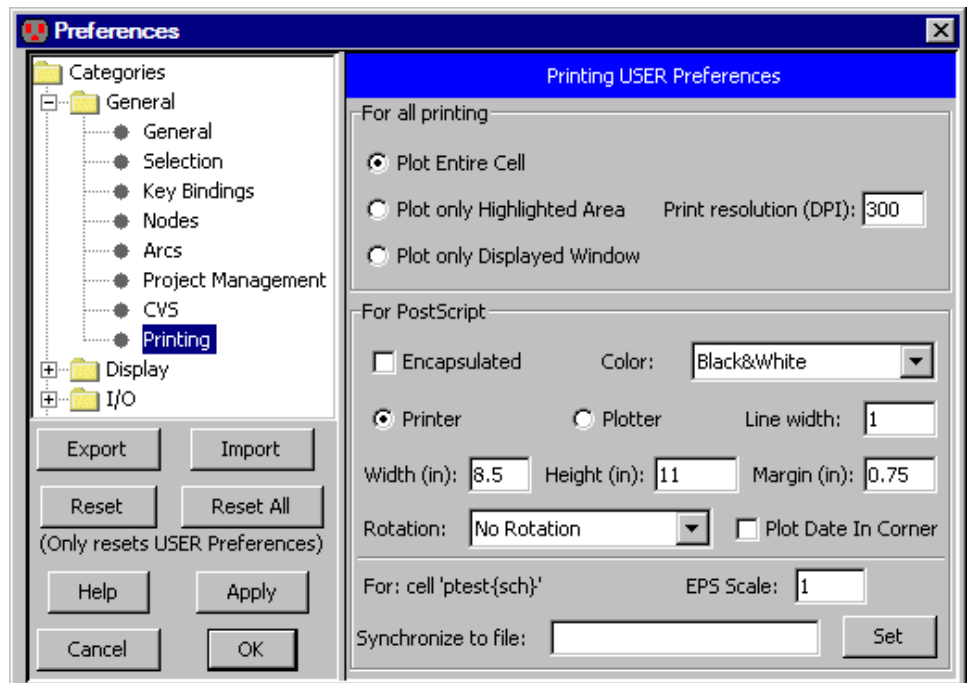 Preferences
Categories
General
General
Selection
Key Bindings
Nodes
Arcs
Project Management
CVS
Printing
Display
I/O
Export Import
Reset Reset All
(Only resets USER Preferences)
Help Apply
Cancel OK
Printing USER Preferences
For all printing
Plot Entire Cell
Plot only Highlighted Area Print resolution (DPI): 300
Plot only Displayed Window
For PostScript
Encapsulated Color: Black&White
Printer Plotter Line width: 1
Width (in): 8.5 Height (in): 11 Margin (in): 0.75
Rotation: No Rotation Plot Date In Corner
For: cell 'ptest{sch}' EPS Scale: 1
Synchronize to file: Set